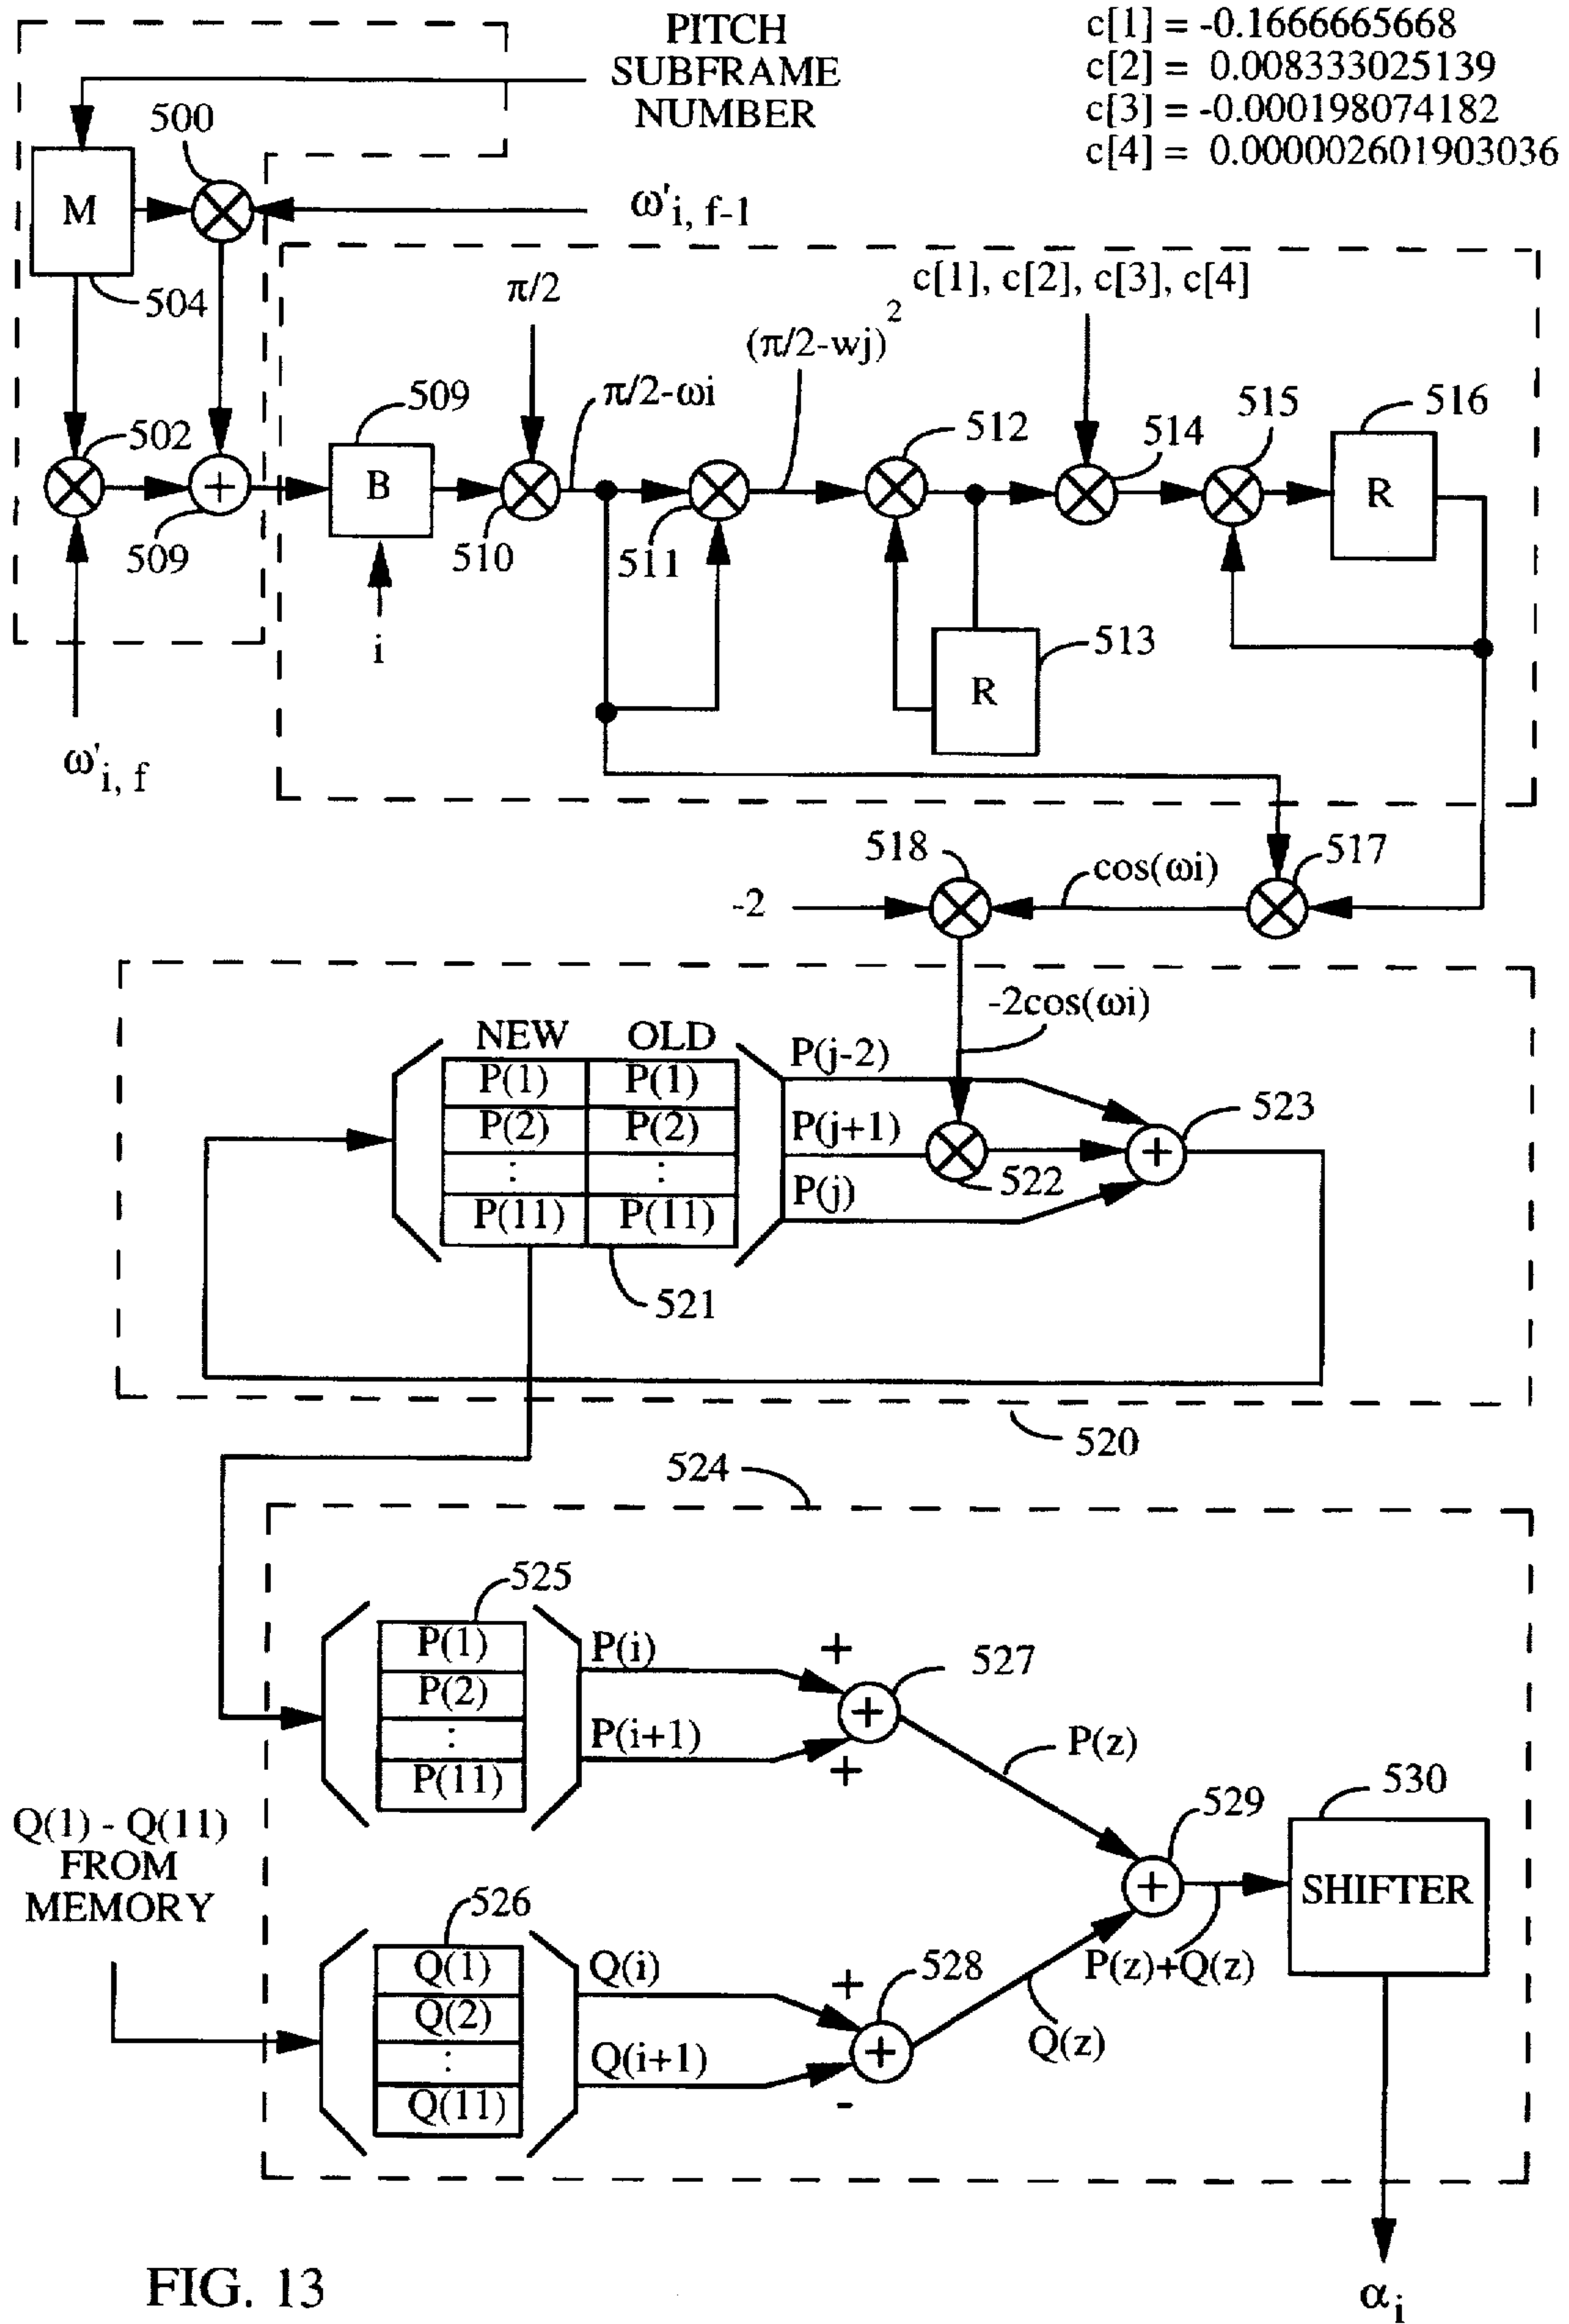 PITCH
SUBFRAME
NUMBER
c[1] = -0.1666665668
c[2] = 0.008333025139
c[3] = -0.000198074182
c[4] = 0.000002601903036
500
M
504
ω'i, f-1
π/2
c[1], c[2], c[3], c[4]
(π/2-wj)2
π/2-ωi
502
+
509
ω'i, f
509
B
i
510
511
512
R
513
514
515
516
R
518
-2
cos(ωi)
517
-2cos(ωi)
NEW OLD
P(1) P(1)
P(2) P(2)
: :
P(11) P(11)
521
P(j-2)
P(j+1)
P(j)
522
+
523
520
524
525
P(1)
P(2)
:
P(11)
P(i)
P(i+1)
+
+
+
527
P(z)
Q(1) - Q(11)
FROM
MEMORY
526
Q(1)
Q(2)
:
Q(11)
Q(i)
Q(i+1)
+
+
-
528
Q(z)
+
529
P(z)+Q(z)
530
SHIFTER
αi
FIG. 13